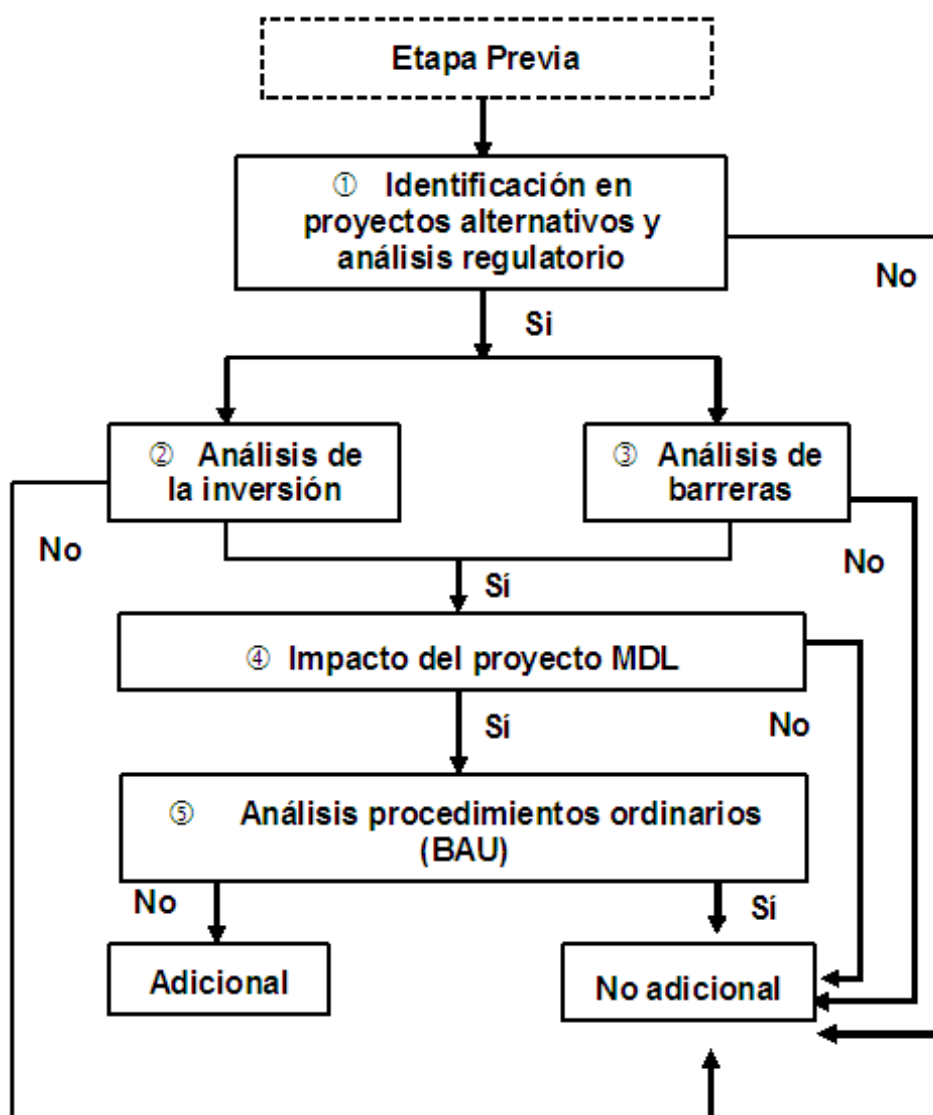 Etapa Previa
① Identificación en
proyectos alternativos y
análisis regulatorio
No
Si
② Análisis de
la inversión
③ Análisis de
barreras
No
No
Sí
④ Impacto del proyecto MDL
Sí
No
⑤ Análisis procedimientos ordinarios
(BAU)
No
Sí
Adicional
No adicional